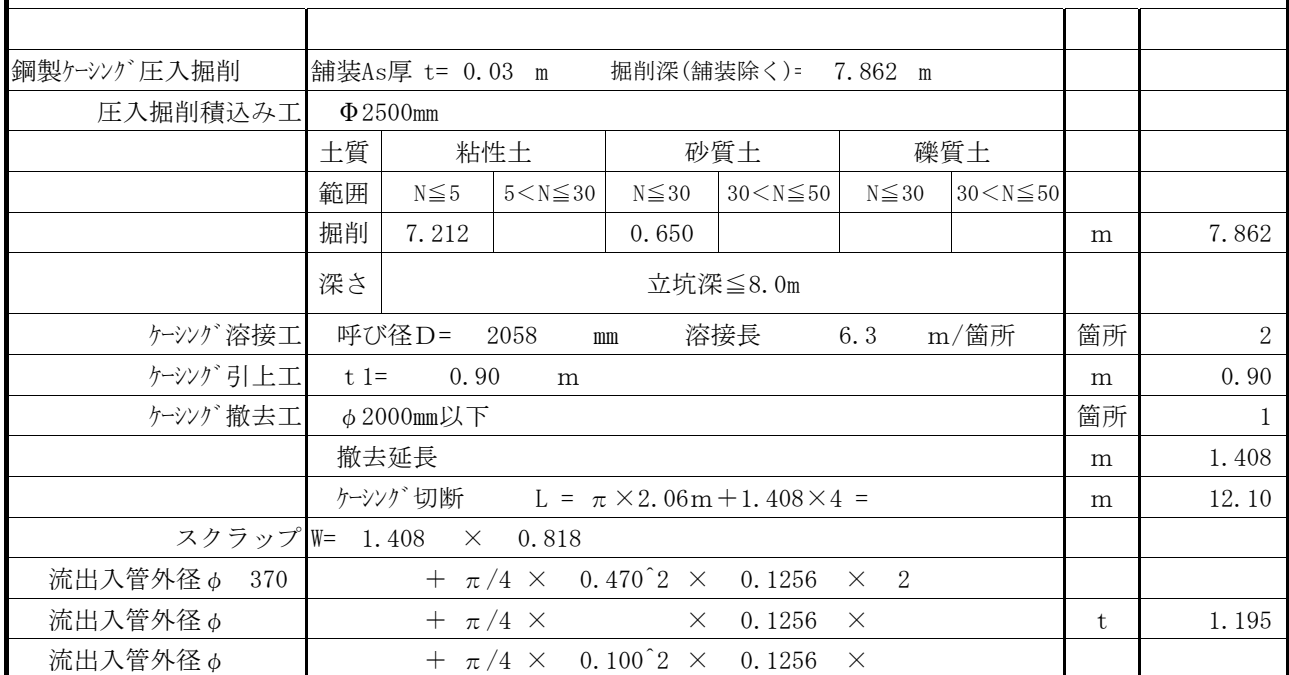 鋼製ｹｰｼﾝｸﾞ圧入掘削 舗装As厚 t= 0.03 m 掘削深(舗装除く)= 7.862 m
圧入掘削積込み工 Φ2500mm
土質 粘性土 砂質土 礫質土
範囲 N≦5 5<N≦30 N≦30 30<N≦50 N≦30 30<N≦50
掘削 7.212 0.650 m 7.862
深さ 立坑深≦8.0m
ｹｰｼﾝｸﾞ溶接工 呼び径Ｄ= 2058 ㎜ 溶接長 6.3 ｍ/箇所 箇所 2
ｹｰｼﾝｸﾞ引上工 ｔ1= 0.90 ｍ ｍ 0.90
ｹｰｼﾝｸﾞ撤去工 φ2000㎜以下 箇所 1
撤去延長 ｍ 1.408
ｹｰｼﾝｸﾞ切断 L = π×2.06ｍ＋1.408×4 = ｍ 12.10
スクラップ W= 1.408 × 0.818
流出入管外径φ 370 ＋ π/4 × 0.470^2 × 0.1256 × 2
流出入管外径φ ＋ π/4 × × 0.1256 × ｔ 1.195
流出入管外径φ ＋ π/4 × 0.100^2 × 0.1256 ×